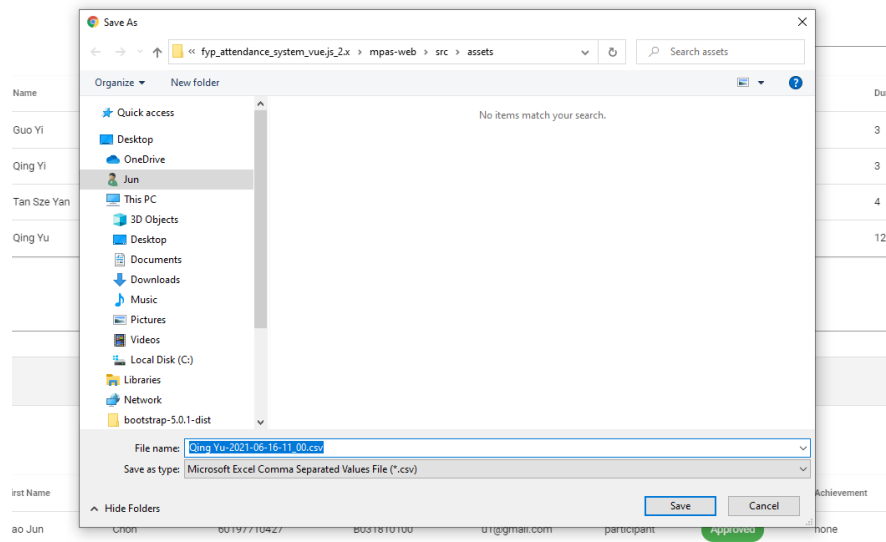 Save As
« fyp_attendance_system_vue.js_2.x › mpas-web › src › assets
Search assets
Organize
New folder
Name
Du
Quick access
No items match your search.
Guo Yi
3
Desktop
OneDrive
Qing Yi
3
Jun
This PC
Tan Sze Yan
4
3D Objects
Qing Yu
12
Desktop
Documents
Downloads
Music
Pictures
Videos
Local Disk (C:)
Libraries
Network
bootstrap-5.0.1-dist
File name:
Qing Yu-2021-06-16-11_00.csv
Save as type:
Microsoft Excel Comma Separated Values File (*.csv)
irst Name
Achievement
Hide Folders
Save
Cancel
ao Jun
Chon
60197710427
B031810100
01@gmail.com
participant
Approved
none